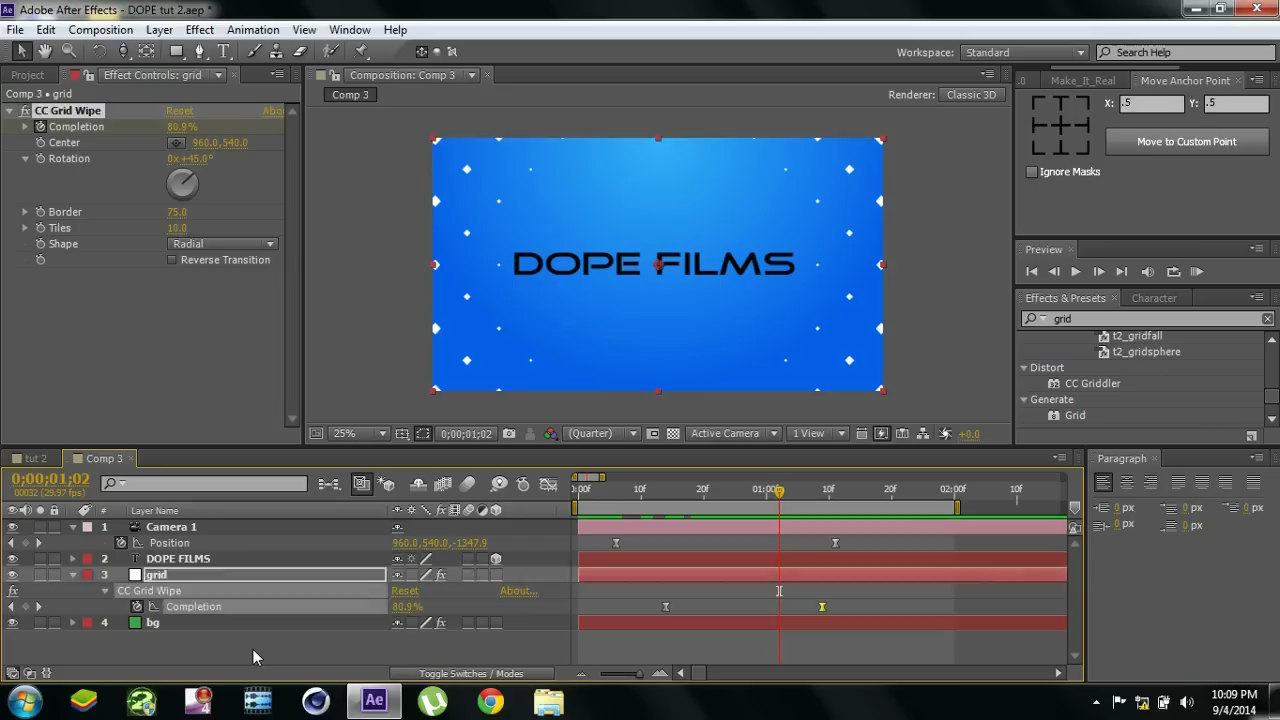 Adobe After Effects - DOPE tut 2.aep *
File Edit Composition Layer Effect Animation View Window Help
Workspace: Standard Search Help
Project Effect Controls: grid
Comp 3 • grid
CC Grid Wipe Reset Abo
Completion 80.9%
Center 960.0,540.0
Rotation 0x+45.0°
Border 75.0
Tiles 10.0
Shape Radial
Reverse Transition
Composition: Comp 3
Comp 3
Renderer: Classic 3D
DOPE FILMS
25% 0;00;01;02 (Quarter) Active Camera 1 View +0.0
.0 Make_It_Real Move Anchor Point
X: .5 Y: .5
Move to Custom Point
Ignore Masks
Preview
Effects & Presets Character
grid
t2_gridfall
t2_gridsphere
Distort
CC Griddler
Generate
Grid
tut 2 Comp 3
0;00;01;02
00032 (29.97 fps)
:00f 10f 20f 01:00f 10f 20f 02:00f 10f
# Layer Name
1 Camera 1
Position 960.0,540.0,-1347.9
2 DOPE FILMS
3 grid
CC Grid Wipe Reset About...
Completion 80.9%
4 bg
Toggle Switches / Modes
Paragraph
0 px 0 px 0 px
0 px 0 px
10:09 PM
9/4/2014